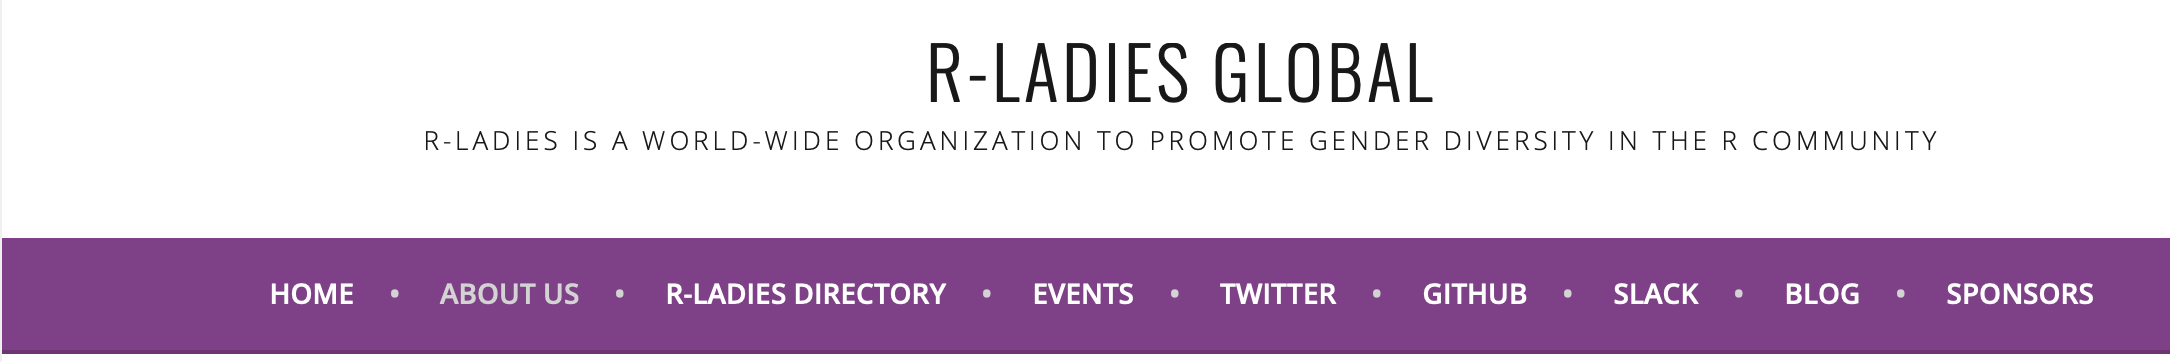 R-LADIES GLOBAL
R-LADIES IS A WORLD-WIDE ORGANIZATION TO PROMOTE GENDER DIVERSITY IN THE R COMMUNITY
HOME • ABOUT US • R-LADIES DIRECTORY • EVENTS • TWITTER • GITHUB • SLACK • BLOG • SPONSORS